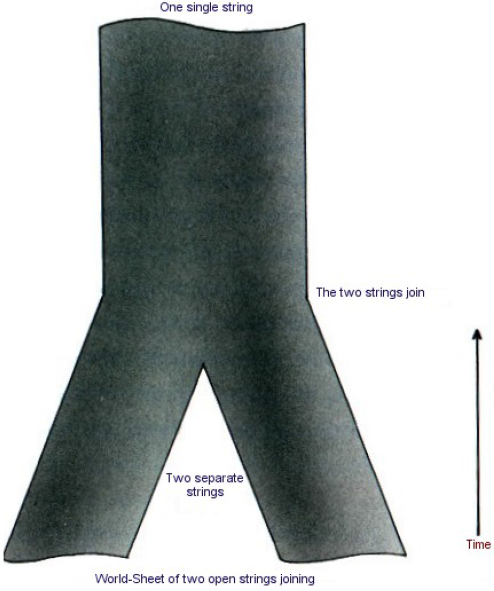 One single string
The two strings join
Two separate
strings
Time
World-Sheet of two open strings joining